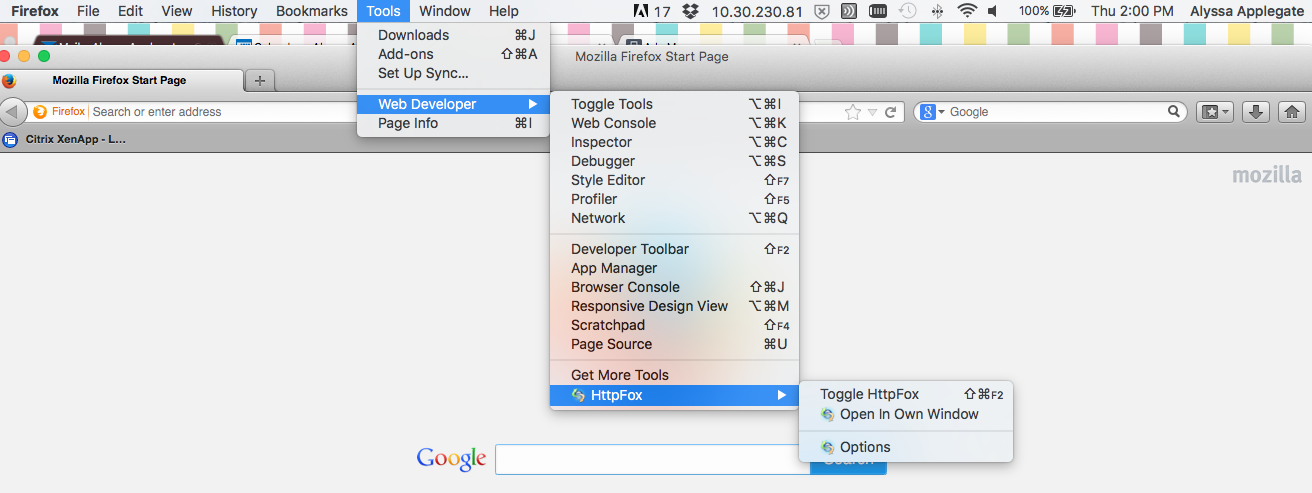 Firefox File Edit View History Bookmarks Tools Window Help 17 10.30.230.81 100% Thu 2:00 PM Alyssa Applegate
Downloads ⌘J
Add-ons ⇧⌘A
Set Up Sync...
Web Developer ▶
Page Info ⌘I
Mozilla Firefox Start Page
Mozilla Firefox Start Page
Firefox Search or enter address
Google
Citrix XenApp - L...
mozilla
Toggle Tools ⌥⌘I
Web Console ⌥⌘K
Inspector ⌥⌘C
Debugger ⌥⌘S
Style Editor ⇧F7
Profiler ⇧F5
Network ⌥⌘Q
Developer Toolbar ⇧F2
App Manager
Browser Console ⇧⌘J
Responsive Design View ⌥⌘M
Scratchpad ⇧F4
Page Source ⌘U
Get More Tools
HttpFox ▶
Toggle HttpFox ⇧⌘F2
Open In Own Window
Options
Google